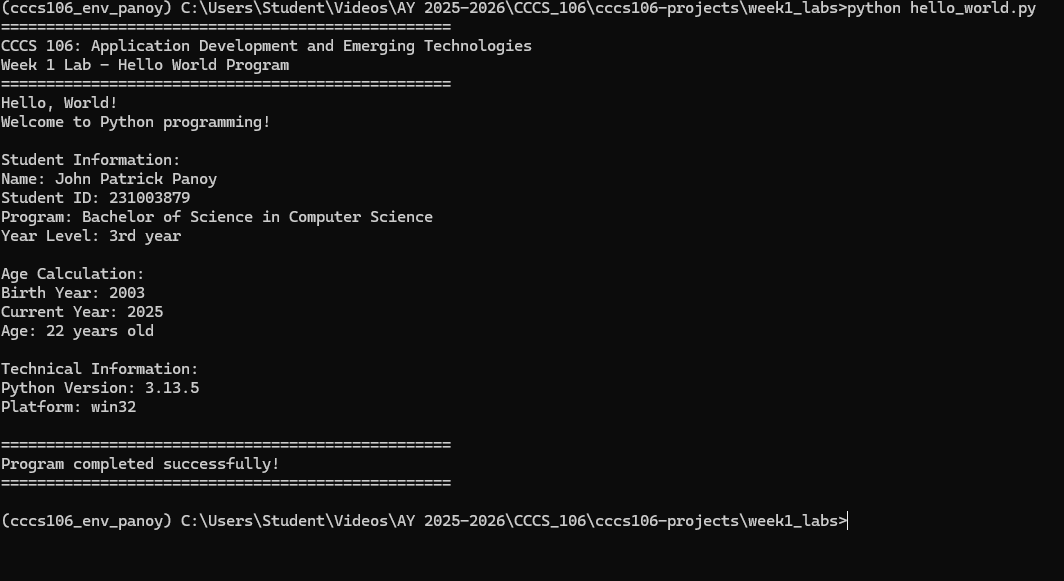 (cccs106_env_panoy) C:\Users\Student\Videos\AY 2025-2026\CCCS_106\cccs106-projects\week1_labs>python hello_world.py
==================================================
CCCS 106: Application Development and Emerging Technologies
Week 1 Lab - Hello World Program
==================================================
Hello, World!
Welcome to Python programming!
Student Information:
Name: John Patrick Panoy
Student ID: 231003879
Program: Bachelor of Science in Computer Science
Year Level: 3rd year
Age Calculation:
Birth Year: 2003
Current Year: 2025
Age: 22 years old
Technical Information:
Python Version: 3.13.5
Platform: win32
==================================================
Program completed successfully!
==================================================
(cccs106_env_panoy) C:\Users\Student\Videos\AY 2025-2026\CCCS_106\cccs106-projects\week1_labs>